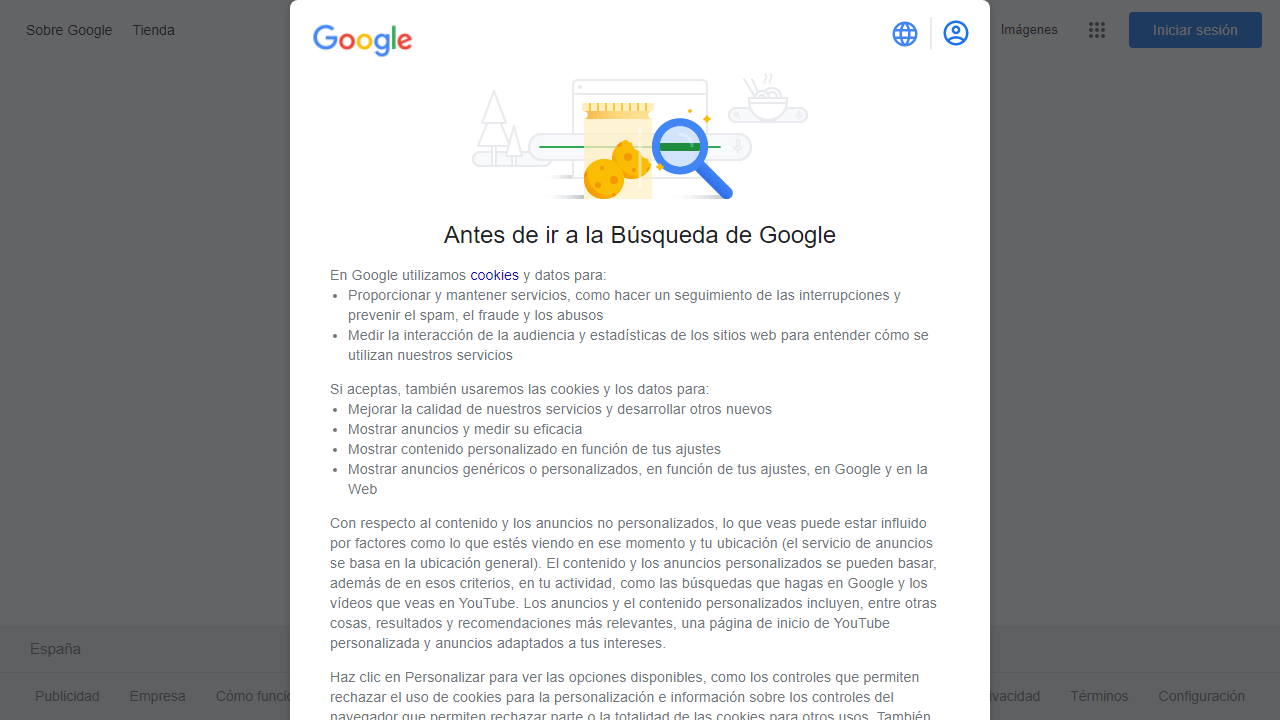 Sobre Google Tienda
Imágenes
Iniciar sesión
Google
Antes de ir a la Búsqueda de Google
En Google utilizamos cookies y datos para:
• Proporcionar y mantener servicios, como hacer un seguimiento de las interrupciones y
prevenir el spam, el fraude y los abusos
• Medir la interacción de la audiencia y estadísticas de los sitios web para entender cómo se
utilizan nuestros servicios
Si aceptas, también usaremos las cookies y los datos para:
• Mejorar la calidad de nuestros servicios y desarrollar otros nuevos
• Mostrar anuncios y medir su eficacia
• Mostrar contenido personalizado en función de tus ajustes
• Mostrar anuncios genéricos o personalizados, en función de tus ajustes, en Google y en la
Web
Con respecto al contenido y los anuncios no personalizados, lo que veas puede estar influido
por factores como lo que estés viendo en ese momento y tu ubicación (el servicio de anuncios
se basa en la ubicación general). El contenido y los anuncios personalizados se pueden basar,
además de en esos criterios, en tu actividad, como las búsquedas que hagas en Google y los
vídeos que veas en YouTube. Los anuncios y el contenido personalizados incluyen, entre otras
cosas, resultados y recomendaciones más relevantes, una página de inicio de YouTube
personalizada y anuncios adaptados a tus intereses.
Haz clic en Personalizar para ver las opciones disponibles, como los controles que permiten
rechazar el uso de cookies para la personalización e información sobre los controles del
navegador que permiten rechazar parte o la totalidad de las cookies para otros usos. También
España
Publicidad Empresa Cómo funcio
vacidad Términos Configuración